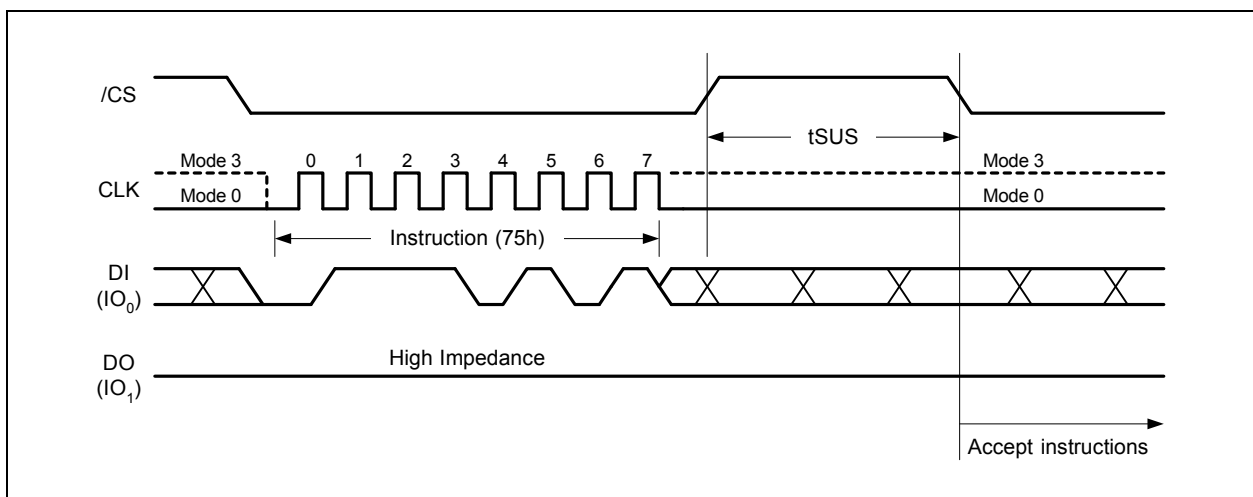 /CS
tSUS
Mode 3 0 1 2 3 4 5 6 7 Mode 3
CLK
Mode 0 Mode 0
Instruction (75h)
DI
(IO0)
High Impedance
DO
(IO1)
Accept instructions